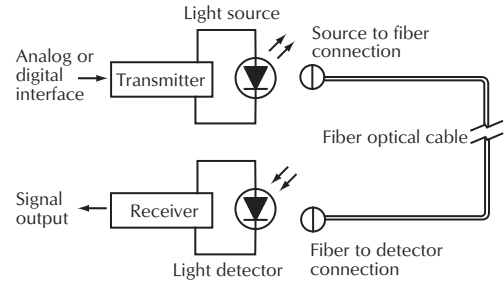 Light source
Source to fiber
connection
Analog or
digital
interface
Transmitter
Fiber optical cable
Signal
output
Receiver
Light detector
Fiber to detector
connection